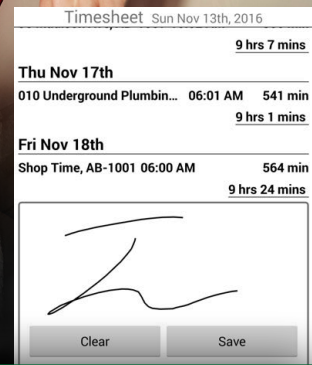 Timesheet Sun Nov 13th, 2016
9 hrs 7 mins
Thu Nov 17th
010 Underground Plumbin... 06:01 AM 541 min
9 hrs 1 mins
Fri Nov 18th
Shop Time, AB-1001 06:00 AM 564 min
9 hrs 24 mins
Clear Save